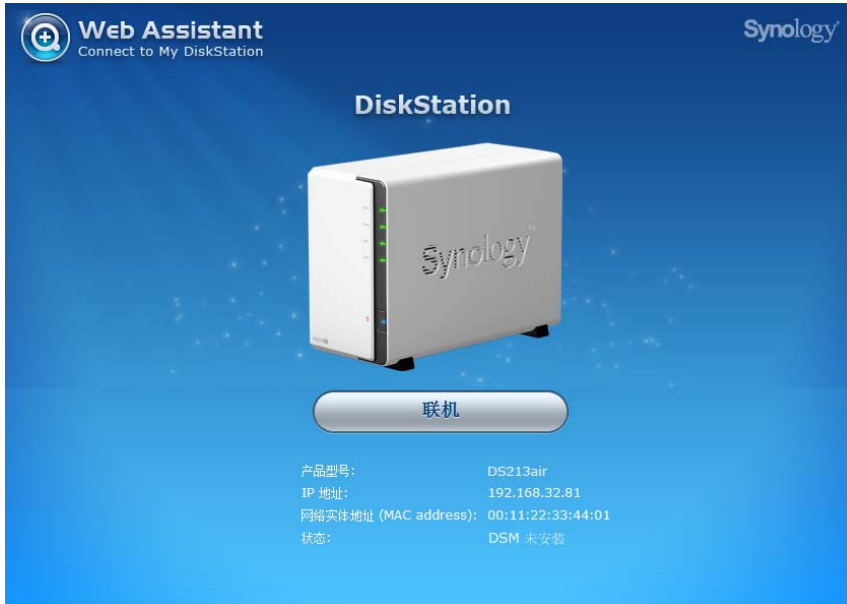 Web Assistant
Connect to My DiskStation
Synology
DiskStation
Synology
联机
产品型号: DS213air
IP 地址: 192.168.32.81
网络实体地址 (MAC address): 00:11:22:33:44:01
状态: DSM 未安装